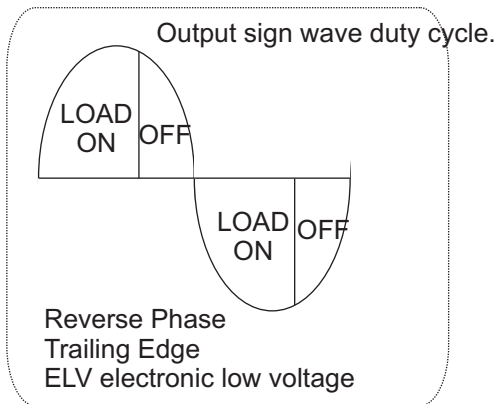 Output sign wave duty cycle.
LOAD
ON
OFF
LOAD
ON
OFF
Reverse Phase
Trailing Edge
ELV electronic low voltage